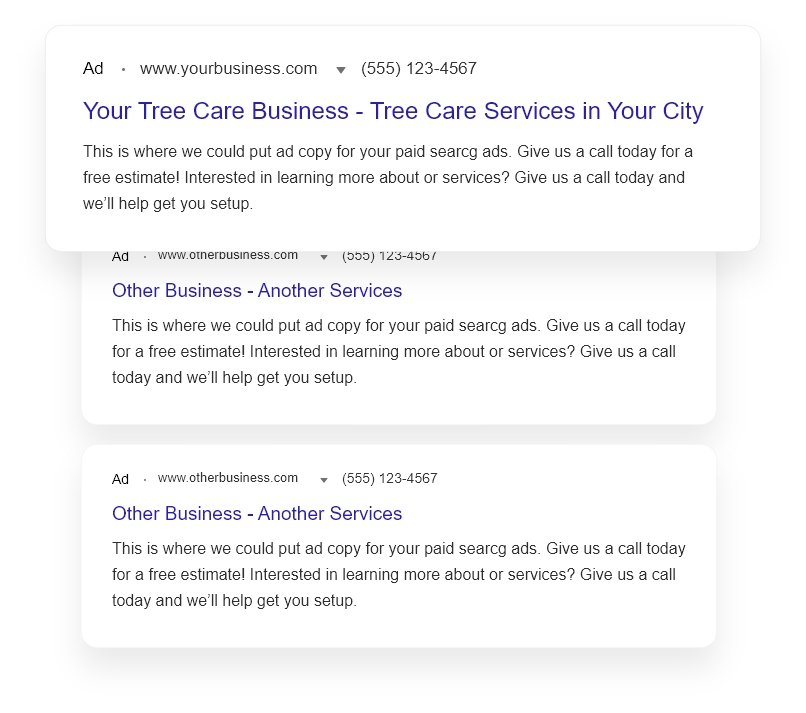 Ad · www.yourbusiness.com ▼ (555) 123-4567
Your Tree Care Business - Tree Care Services in Your City
This is where we could put ad copy for your paid searcg ads. Give us a call today for a
free estimate! Interested in learning more about or services? Give us a call today and
we’ll help get you setup.
Ad · www.otherbusiness.com ▼ (555) 123-4567
Other Business - Another Services
This is where we could put ad copy for your paid searcg ads. Give us a call today
for a free estimate! Interested in learning more about or services? Give us a call
today and we’ll help get you setup.
Ad · www.otherbusiness.com ▼ (555) 123-4567
Other Business - Another Services
This is where we could put ad copy for your paid searcg ads. Give us a call today
for a free estimate! Interested in learning more about or services? Give us a call
today and we’ll help get you setup.